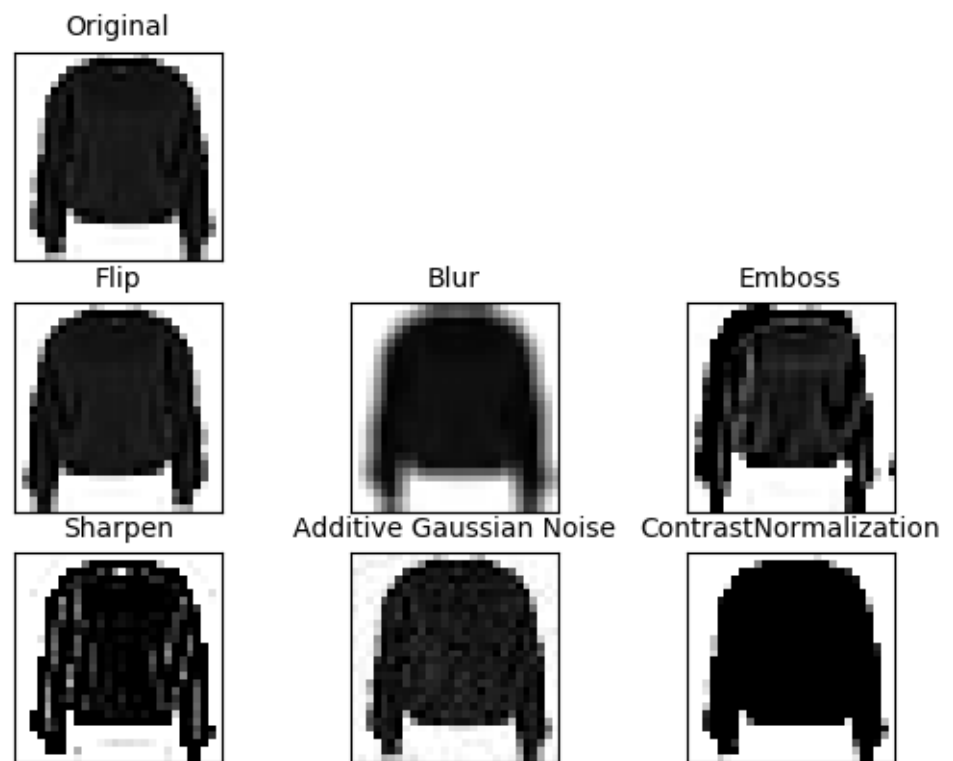 Original
Flip
Blur
Emboss
Sharpen
Additive Gaussian Noise
ContrastNormalization